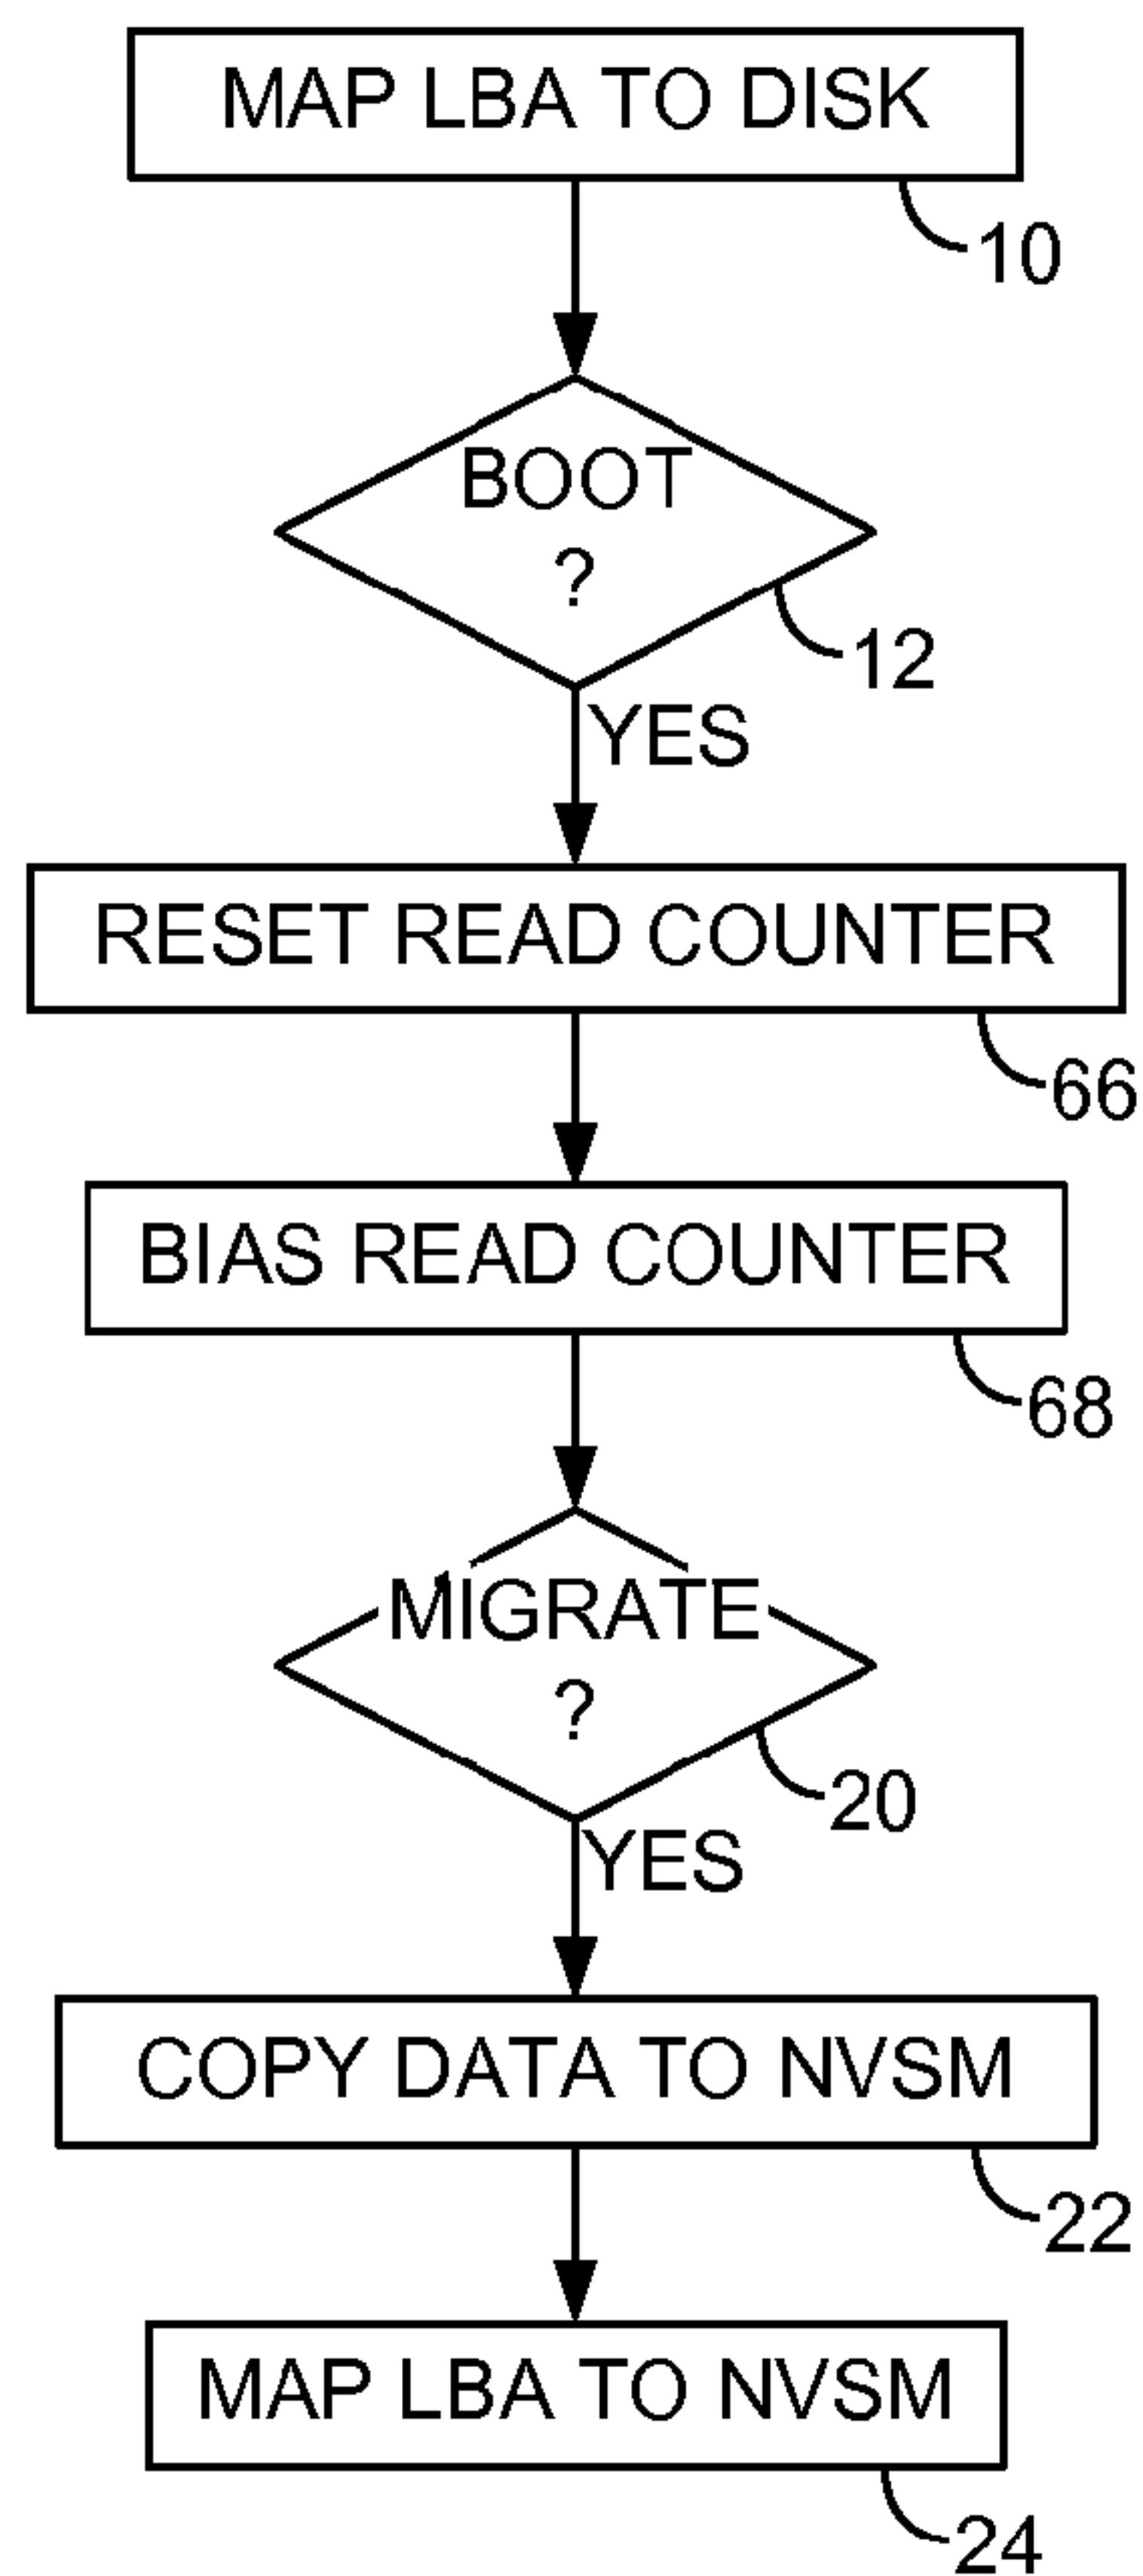 MAP LBA TO DISK
10
BOOT
?
12
YES
RESET READ COUNTER
66
BIAS READ COUNTER
68
MIGRATE
?
20
YES
COPY DATA TO NVSM
22
MAP LBA TO NVSM
24